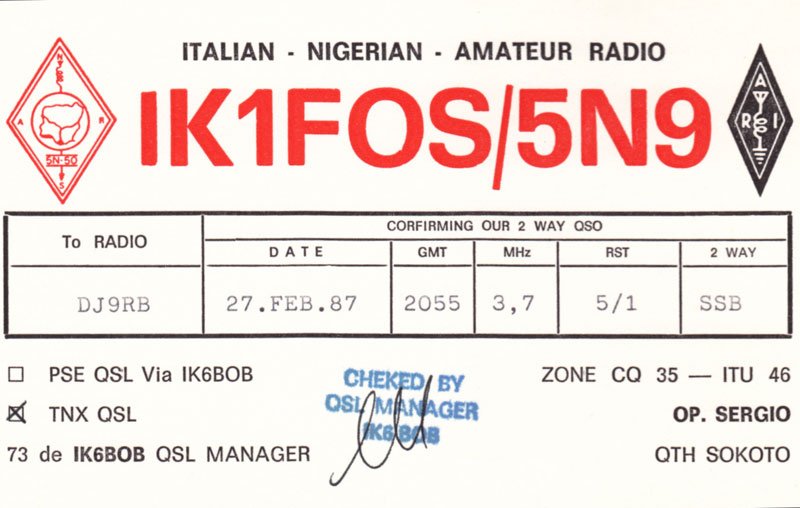 ITALIAN - NIGERIAN - AMATEUR RADIO
IK1FOS/5N9
N
A R
5N-50
S
A
R I
To RADIO
CORFIRMING OUR 2 WAY QSO
DATE GMT MHz RST 2 WAY
DJ9RB 27.FEB.87 2055 3,7 5/1 SSB
☐ PSE QSL Via IK6BOB
☒ TNX QSL
73 de IK6BOB QSL MANAGER
CHEKED BY
QSL MANAGER
IK6BOB
ZONE CQ 35 — ITU 46
OP. SERGIO
QTH SOKOTO